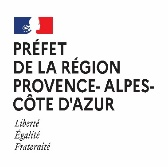 PRÉFET
DE LA RÉGION
PROVENCE- ALPES-
CÔTE D'AZUR
Liberté
Égalité
Fraternité